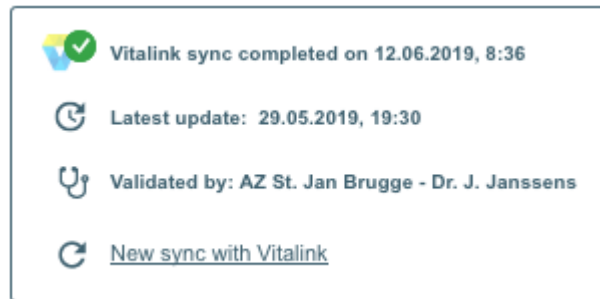 Vitalink sync completed on 12.06.2019, 8:36
Latest update: 29.05.2019, 19:30
Validated by: AZ St. Jan Brugge - Dr. J. Janssens
New sync with Vitalink